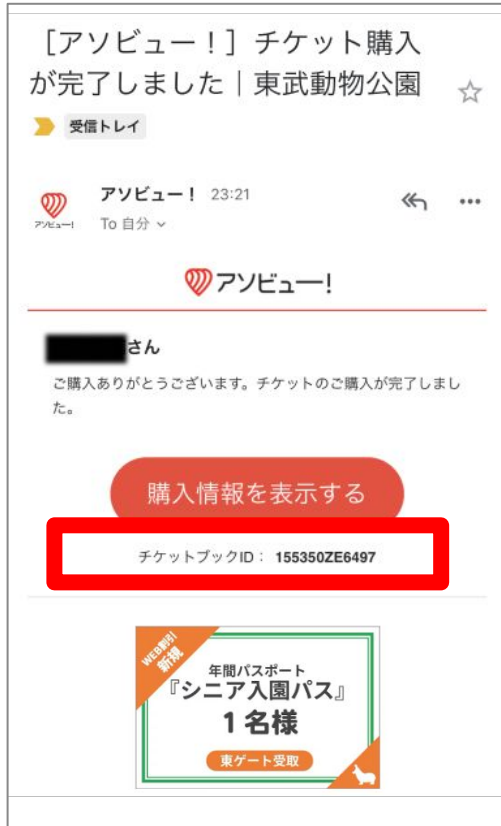 ［アソビュー！］チケット購入
が完了しました｜東武動物公園
受信トレイ
アソビュー！ 23:21
アソビュー!
To 自分
アソビュー!
さん
ご購入ありがとうございます。チケットのご購入が完了しまし
た。
購入情報を表示する
チケットブックID： 155350ZE6497
WEB割引
新規
年間パスポート
『シニア入園パス』
1名様
東ゲート受取